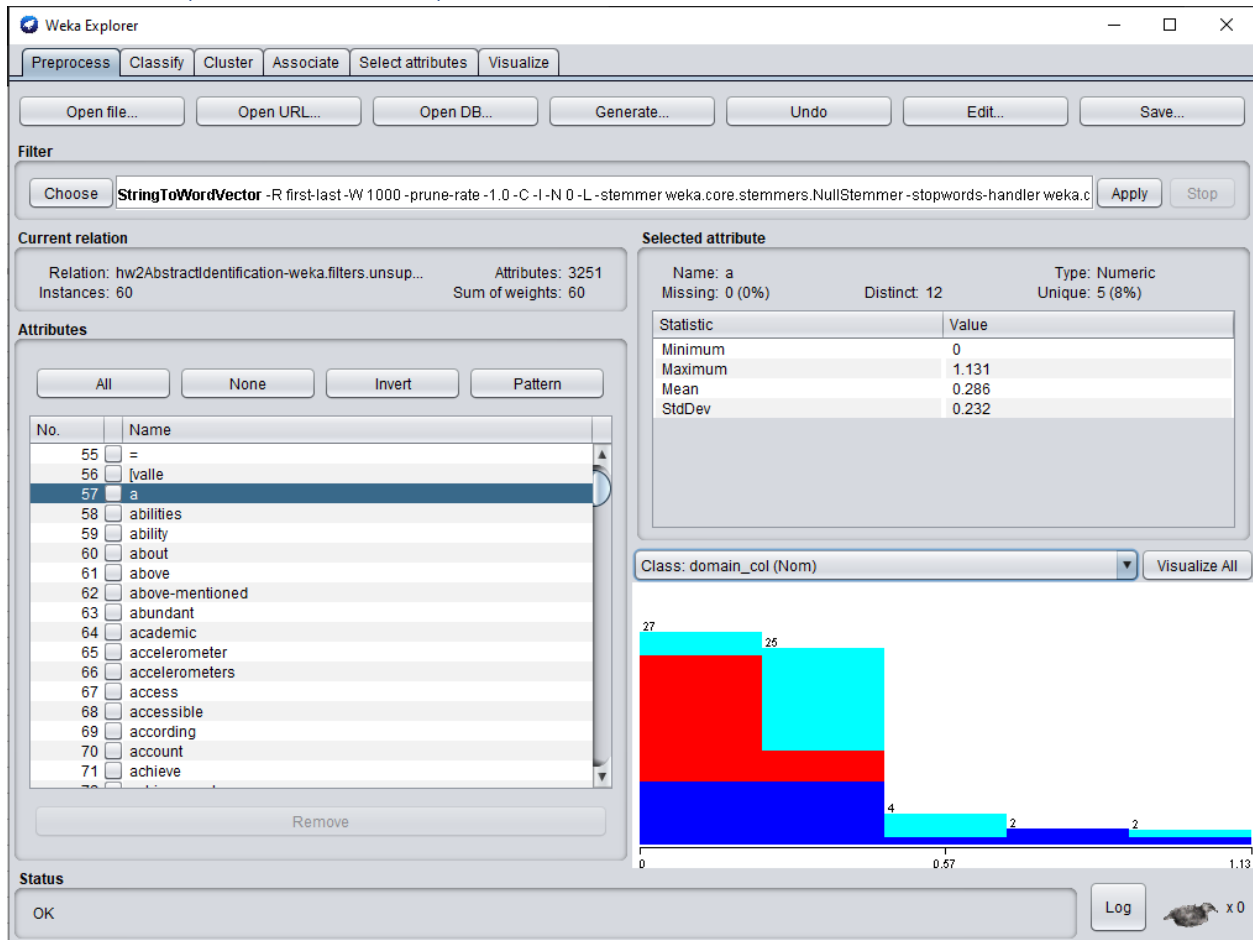 Weka Explorer
Preprocess Classify Cluster Associate Select attributes Visualize
Open file... Open URL... Open DB... Generate... Undo Edit... Save...
Filter
Choose StringToWordVector -R first-last -W 1000 -prune-rate -1.0 -C -I -N 0 -L -stemmer weka.core.stemmers.NullStemmer -stopwords-handler weka.c Apply Stop
Current relation
Relation: hw2AbstractIdentification-weka.filters.unsup... Attributes: 3251
Instances: 60 Sum of weights: 60
Attributes
All None Invert Pattern
No. Name
55 =
56 [valle
57 a
58 abilities
59 ability
60 about
61 above
62 above-mentioned
63 abundant
64 academic
65 accelerometer
66 accelerometers
67 access
68 accessible
69 according
70 account
71 achieve
Remove
Selected attribute
Name: a Type: Numeric
Missing: 0 (0%) Distinct: 12 Unique: 5 (8%)
Statistic Value
Minimum 0
Maximum 1.131
Mean 0.286
StdDev 0.232
Class: domain_col (Nom) Visualize All
27
25
4
2
2
0 0.57 1.13
Status
OK
Log x 0